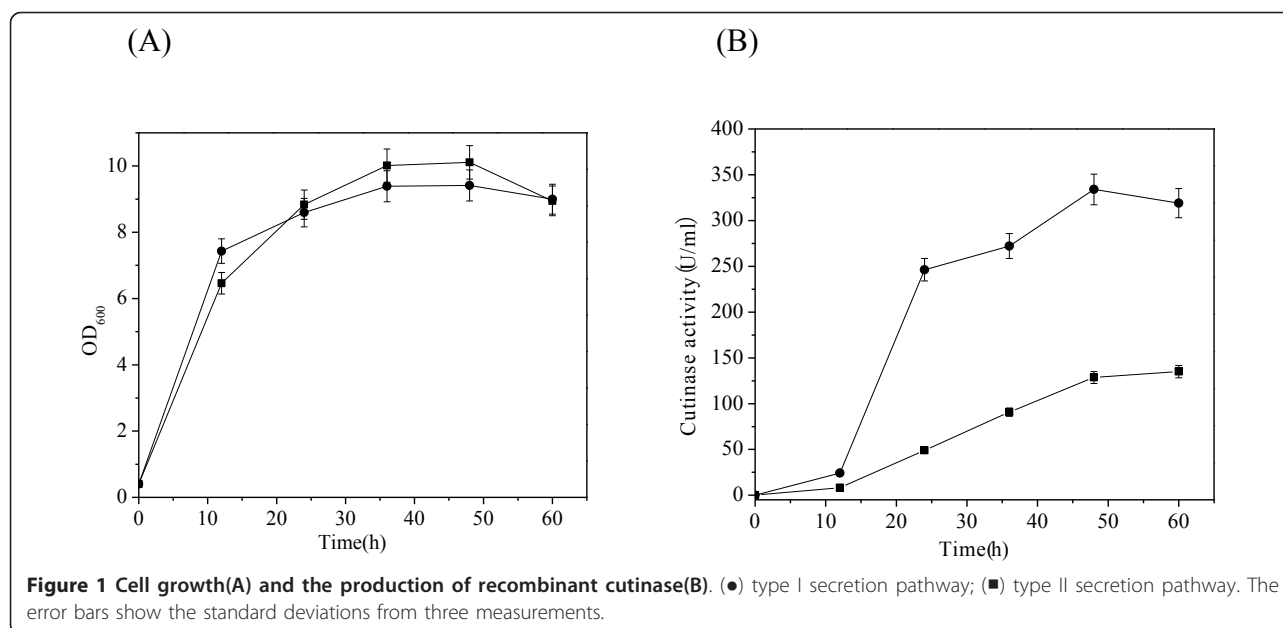 (A)
(B)
10
8
6
4
2
0
OD600
0 10 20 30 40 50 60
Time(h)
400
350
300
250
200
150
100
50
0
Cutinase activity (U/ml)
0 10 20 30 40 50 60
Time(h)
Figure 1 Cell growth(A) and the production of recombinant cutinase(B). (●) type I secretion pathway; (■) type II secretion pathway. The
error bars show the standard deviations from three measurements.